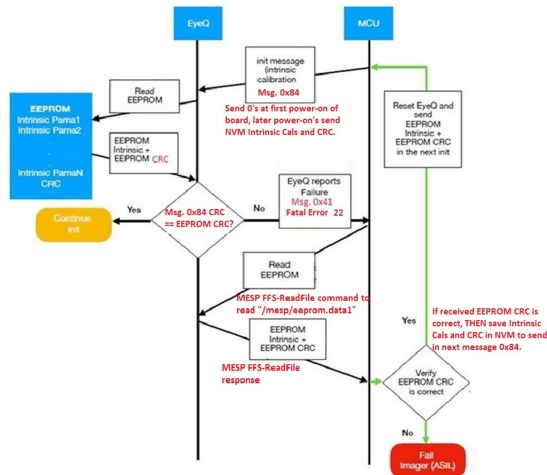 EyeQ
MCU
init message
(intrinsic
calibration
Msg. 0x84
Read
EEPROM
Send 0's at first power-on of
board, later power-on's send
NVM Intrinsic Cals and CRC.
EEPROM
Intrinsic Pama1
Intrinsic Pama2
.
.
.
Intrinsic PamaN
CRC
Reset EyeQ and
send
EEPROM
Intrinsic +
EEPROM CRC
in the next init
EEPROM
Intrinsic +
EEPROM CRC
EyeQ reports
Failure
Msg. 0x41
Fatal Error 22
Continue
Init
Yes
Msg. 0x84 CRC
== EEPROM CRC?
No
Read
EEPROM
MESP FFS-ReadFile command to
read "/mesp/eeprom.data1"
EEPROM
Intrinsic +
EEPROM CRC
MESP FFS-ReadFile
response
Yes
If received EEPROM CRC is
correct, THEN save Intrinsic
Cals and CRC in NVM to send
in next message 0x84.
Verify
EEPROM CRC
is correct
No
Fail
Imager (ASIL)